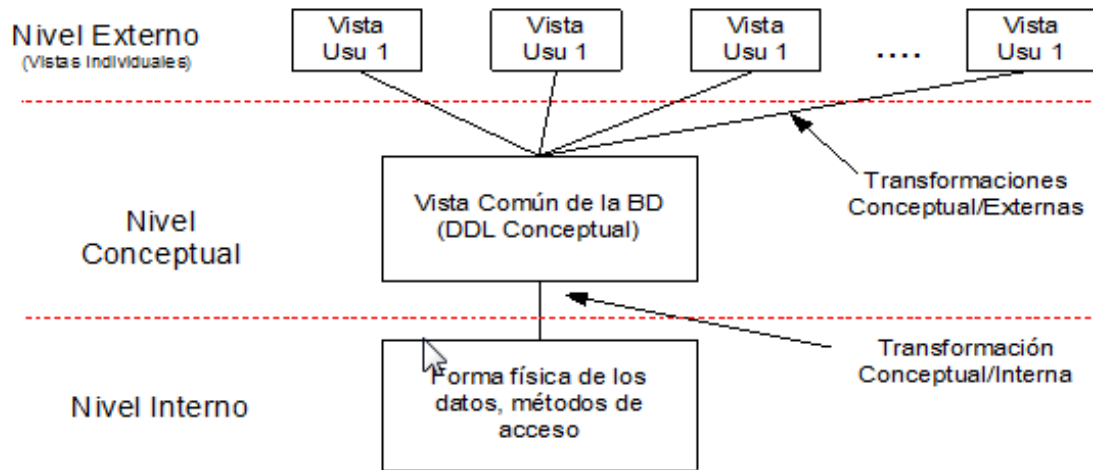 Nivel Externo
(Vistas Individuales)
Vista
Usu 1
Vista
Usu 1
Vista
Usu 1
....
Vista
Usu 1
Nivel
Conceptual
Vista Común de la BD
(DDL Conceptual)
Transformaciones
Conceptual/Externas
Nivel Interno
Forma física de los
datos, métodos de
acceso
Transformación
Conceptual/Interna